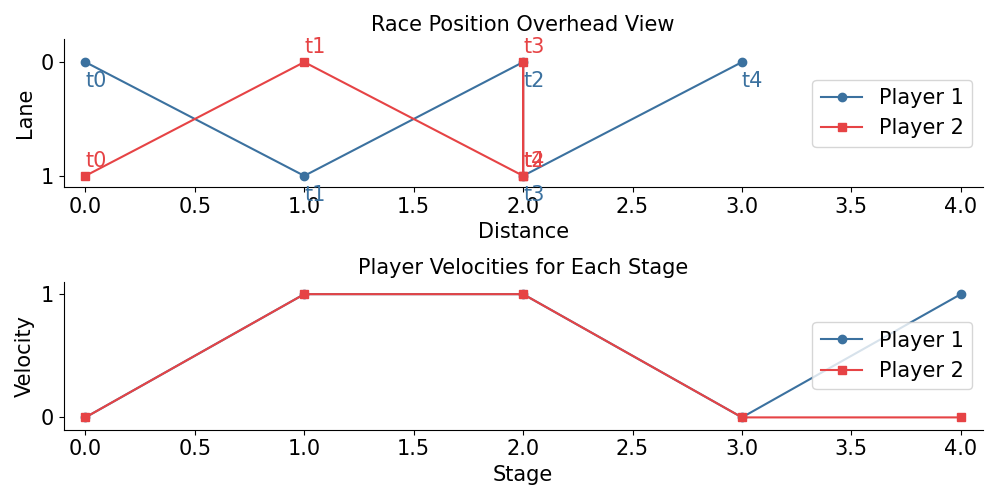 Race Position Overhead View
Lane
0
1
t0
t0
t1
t1
t3
t2
t2
t4
t3
t4
Player 1
Player 2
0.0 0.5 1.0 1.5 2.0 2.5 3.0 3.5 4.0
Distance
Player Velocities for Each Stage
Velocity
1
0
Player 1
Player 2
0.0 0.5 1.0 1.5 2.0 2.5 3.0 3.5 4.0
Stage